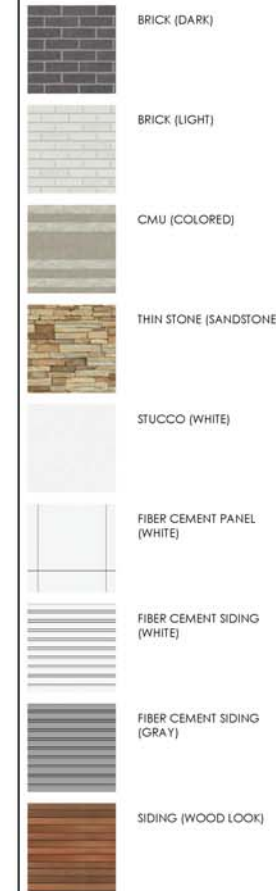 BRICK (DARK)
BRICK (LIGHT)
CMU (COLORED)
THIN STONE (SANDSTONE
STUCCO (WHITE)
FIBER CEMENT PANEL
(WHITE)
FIBER CEMENT SIDING
(WHITE)
FIBER CEMENT SIDING
(GRAY)
SIDING (WOOD LOOK)